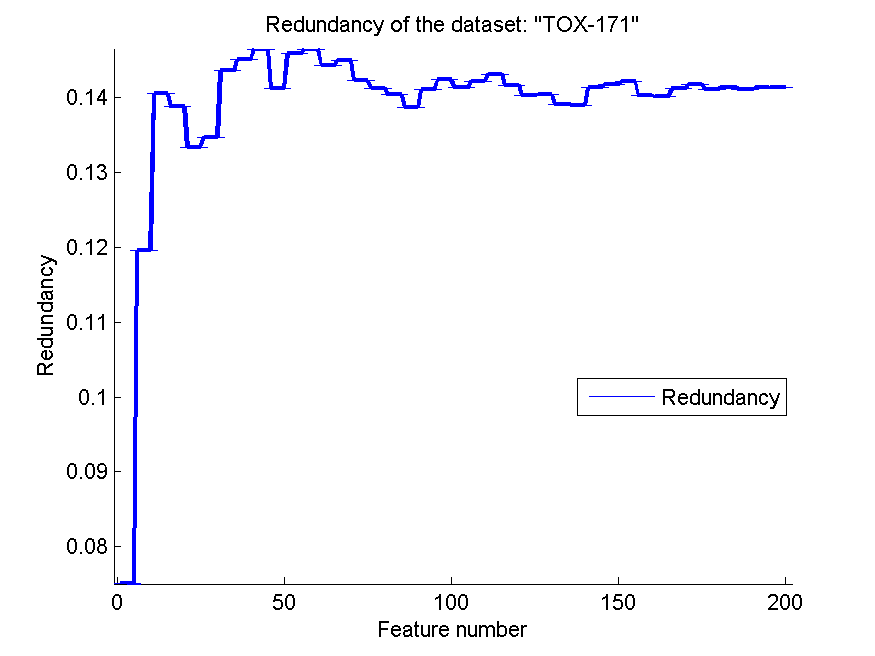 Redundancy of the dataset: "TOX-171"
0.14
0.13
0.12
0.11
0.1
0.09
0.08
Redundancy
Redundancy
0 50 100 150 200
Feature number